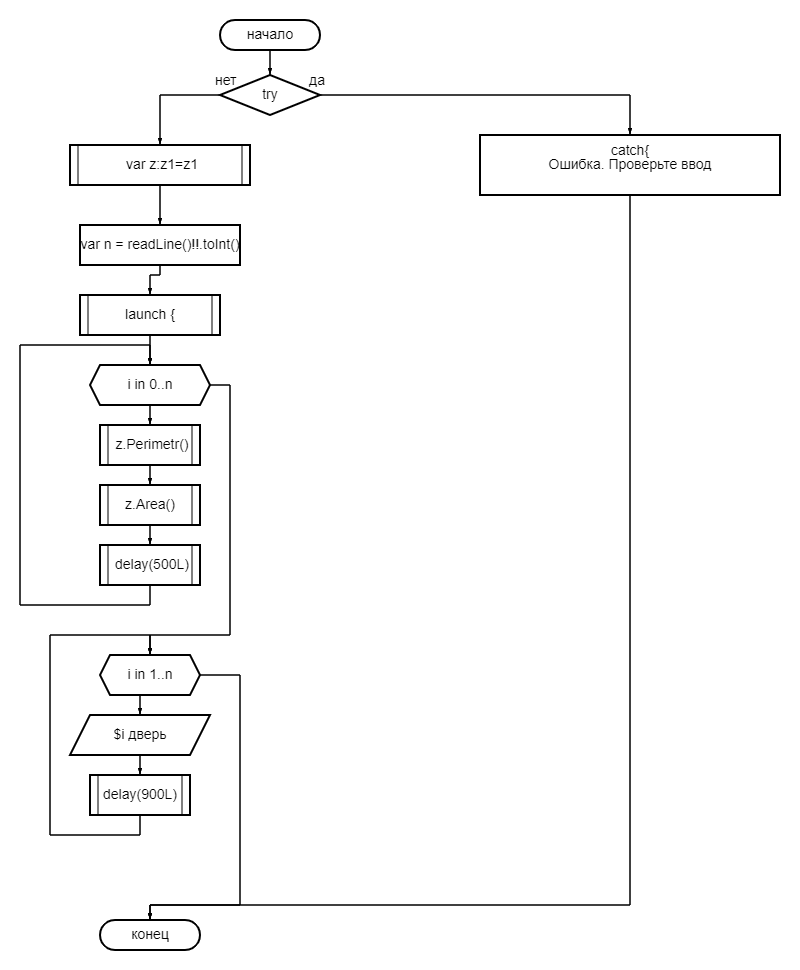 начало
нет
да
try
var z:z1=z1
catch{
Ошибка. Проверьте ввод
var n = readLine()!!.toInt()
launch {
i in 0..n
z.Perimetr()
z.Area()
delay(500L)
i in 1..n
$i дверь
delay(900L)
конец